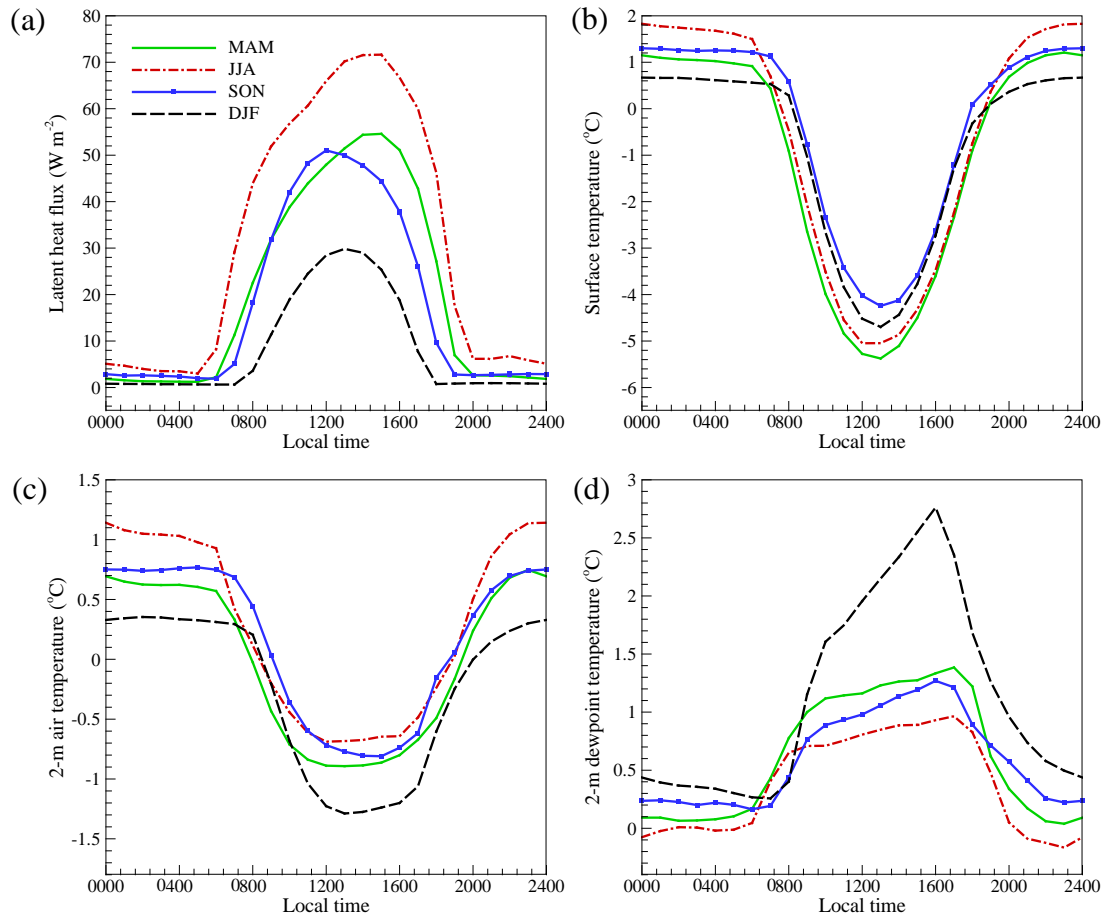 (a)
Latent heat flux (W m-2)
80
70
60
50
40
30
20
10
0
MAM
JJA
SON
DJF
0000 0400 0800 1200 1600 2000 2400
Local time
(b)
Surface temperature (°C)
2
1
0
-1
-2
-3
-4
-5
-6
0000 0400 0800 1200 1600 2000 2400
Local time
(c)
2-m air temperature (°C)
1.5
1
0.5
0
-0.5
-1
-1.5
0000 0400 0800 1200 1600 2000 2400
Local time
(d)
2-m dewpoint temperature (°C)
3
2.5
2
1.5
1
0.5
0
0000 0400 0800 1200 1600 2000 2400
Local time